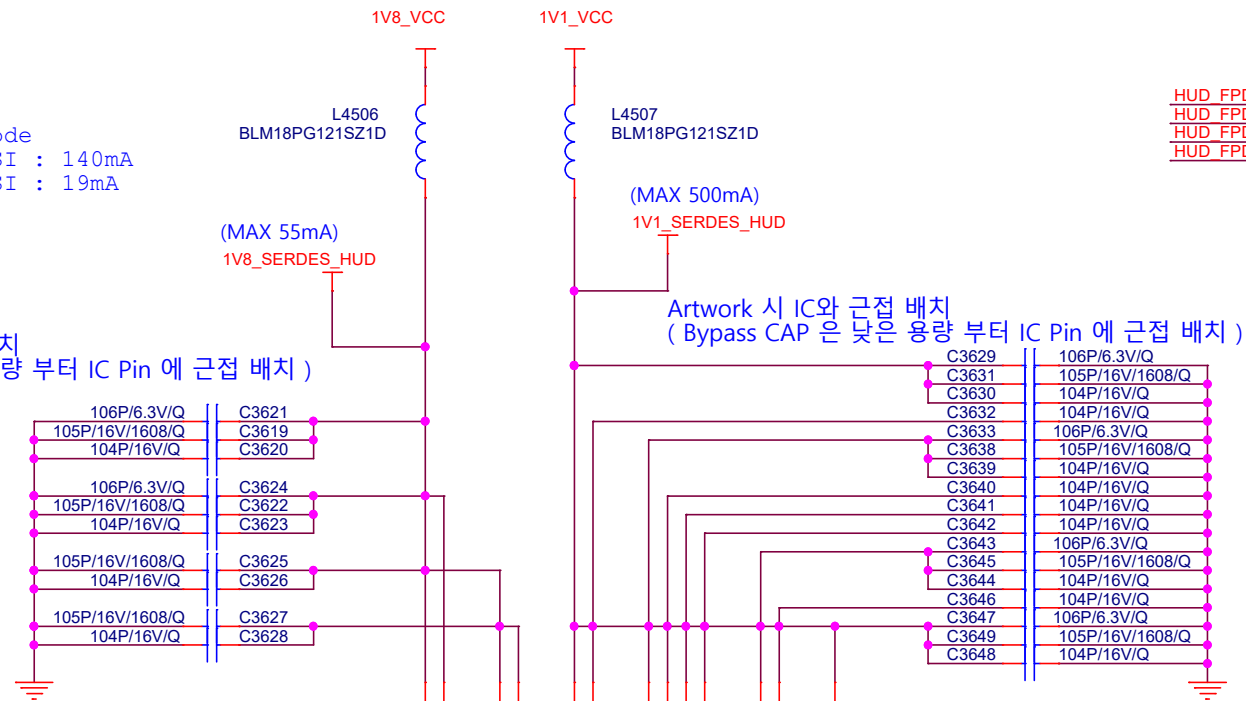 1V8_VCC
1V1_VCC
L4506
BLM18PG121SZ1D
L4507
BLM18PG121SZ1D
: 140mA
: 19mA
(MAX 500mA)
1V1_SERDES_HUD
(MAX 55mA)
1V8_SERDES_HUD
Artwork 시 IC와 근접 배치
( Bypass CAP 은 낮은 용량 부터 IC Pin 에 근접 배치 )
부터 IC Pin 에 근접 배치 )
106P/6.3V/Q C3621
105P/16V/1608/Q C3619
104P/16V/Q C3620
106P/6.3V/Q C3624
105P/16V/1608/Q C3622
104P/16V/Q C3623
105P/16V/1608/Q C3625
104P/16V/Q C3626
105P/16V/1608/Q C3627
104P/16V/Q C3628
C3629 106P/6.3V/Q
C3631 105P/16V/1608/Q
C3630 104P/16V/Q
C3632 104P/16V/Q
C3633 106P/6.3V/Q
C3638 105P/16V/1608/Q
C3639 104P/16V/Q
C3640 104P/16V/Q
C3641 104P/16V/Q
C3642 104P/16V/Q
C3643 106P/6.3V/Q
C3645 105P/16V/1608/Q
C3644 104P/16V/Q
C3646 104P/16V/Q
C3647 106P/6.3V/Q
C3649 105P/16V/1608/Q
C3648 104P/16V/Q